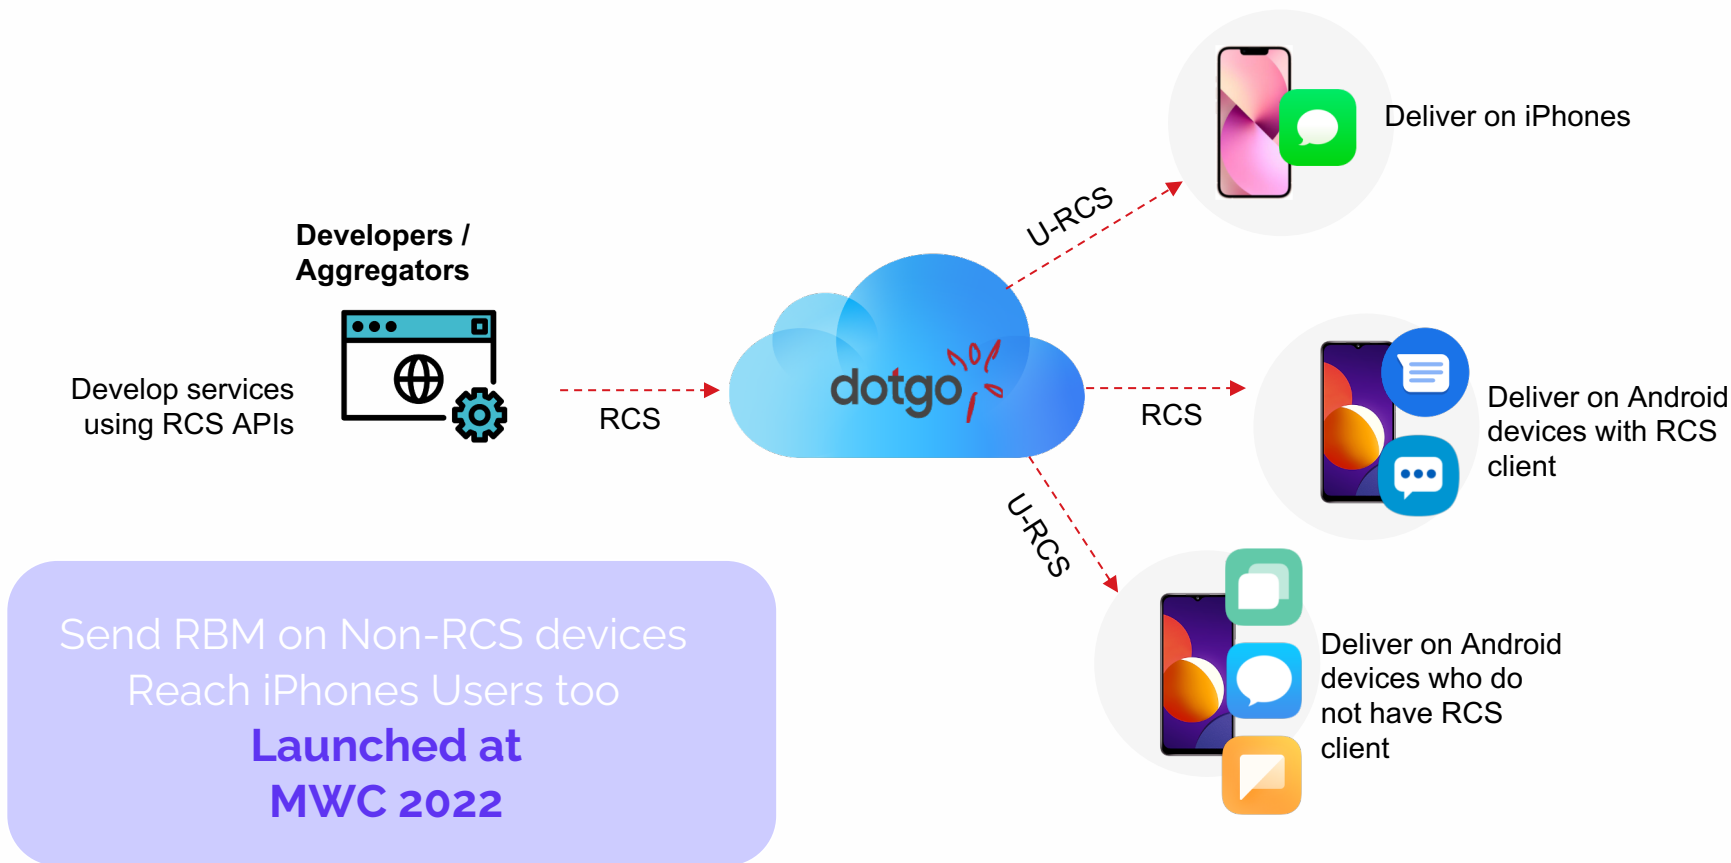 Deliver on iPhones
U-RCS
Developers /
Aggregators
Develop services
using RCS APIs
RCS
dotgo
RCS
Deliver on Android
devices with RCS
client
U-RCS
Send RBM on Non-RCS devices
Reach iPhones Users too
Launched at
MWC 2022
Deliver on Android
devices who do
not have RCS
client